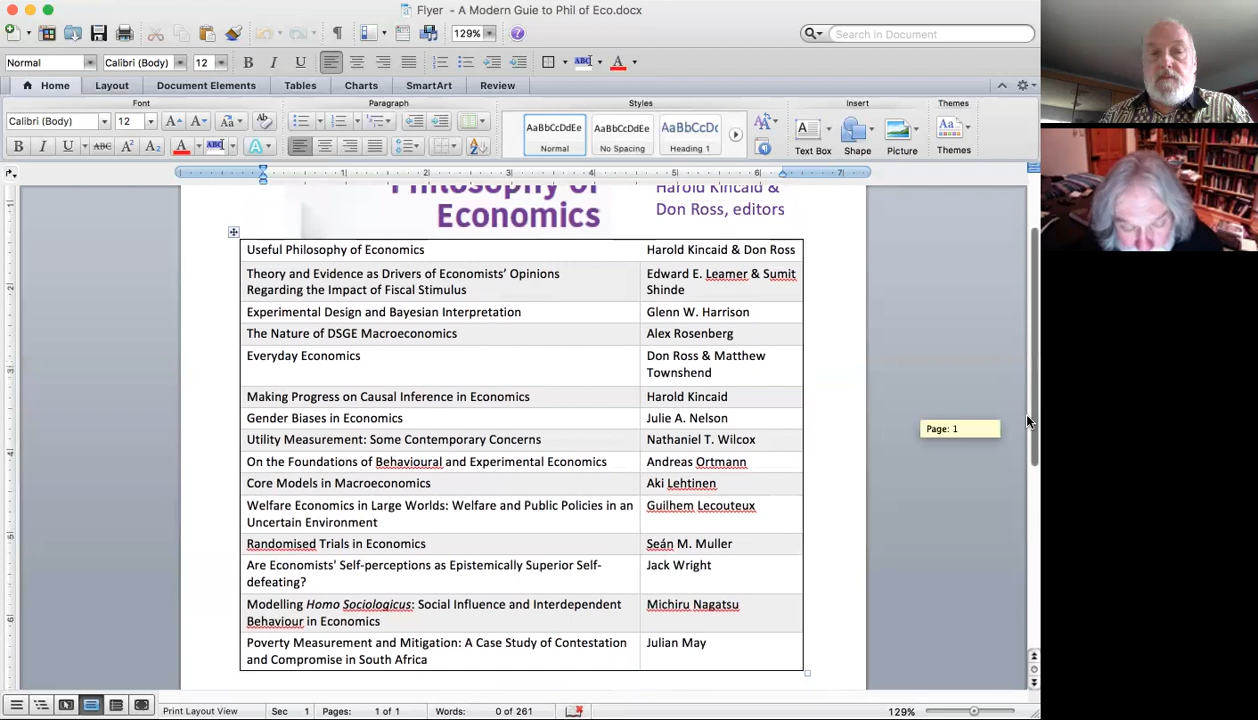 Flyer - A Modern Guie to Phil of Eco.docx
129%
Search in Document
Normal
Calibri (Body)
12
Home
Layout
Document Elements
Tables
Charts
SmartArt
Review
Font
Paragraph
Styles
Insert
Themes
Calibri (Body)
12
AaBbCcDdEe
Normal
AaBbCcDdEe
No Spacing
AaBbCcDc
Heading 1
Text Box
Shape
Picture
Themes
Philosophy of
Economics
Harold Kincaid &
Don Ross, editors
Useful Philosophy of Economics
Harold Kincaid & Don Ross
Theory and Evidence as Drivers of Economists’ Opinions
Regarding the Impact of Fiscal Stimulus
Edward E. Leamer & Sumit
Shinde
Experimental Design and Bayesian Interpretation
Glenn W. Harrison
The Nature of DSGE Macroeconomics
Alex Rosenberg
Everyday Economics
Don Ross & Matthew
Townshend
Making Progress on Causal Inference in Economics
Harold Kincaid
Gender Biases in Economics
Julie A. Nelson
Utility Measurement: Some Contemporary Concerns
Nathaniel T. Wilcox
On the Foundations of Behavioural and Experimental Economics
Andreas Ortmann
Core Models in Macroeconomics
Aki Lehtinen
Welfare Economics in Large Worlds: Welfare and Public Policies in an
Uncertain Environment
Guilhem Lecouteux
Randomised Trials in Economics
Seán M. Muller
Are Economists' Self-perceptions as Epistemically Superior Self-
defeating?
Jack Wright
Modelling Homo Sociologicus: Social Influence and Interdependent
Behaviour in Economics
Michiru Nagatsu
Poverty Measurement and Mitigation: A Case Study of Contestation
and Compromise in South Africa
Julian May
Page: 1
Print Layout View
Sec 1
Pages: 1 of 1
Words: 0 of 261
129%